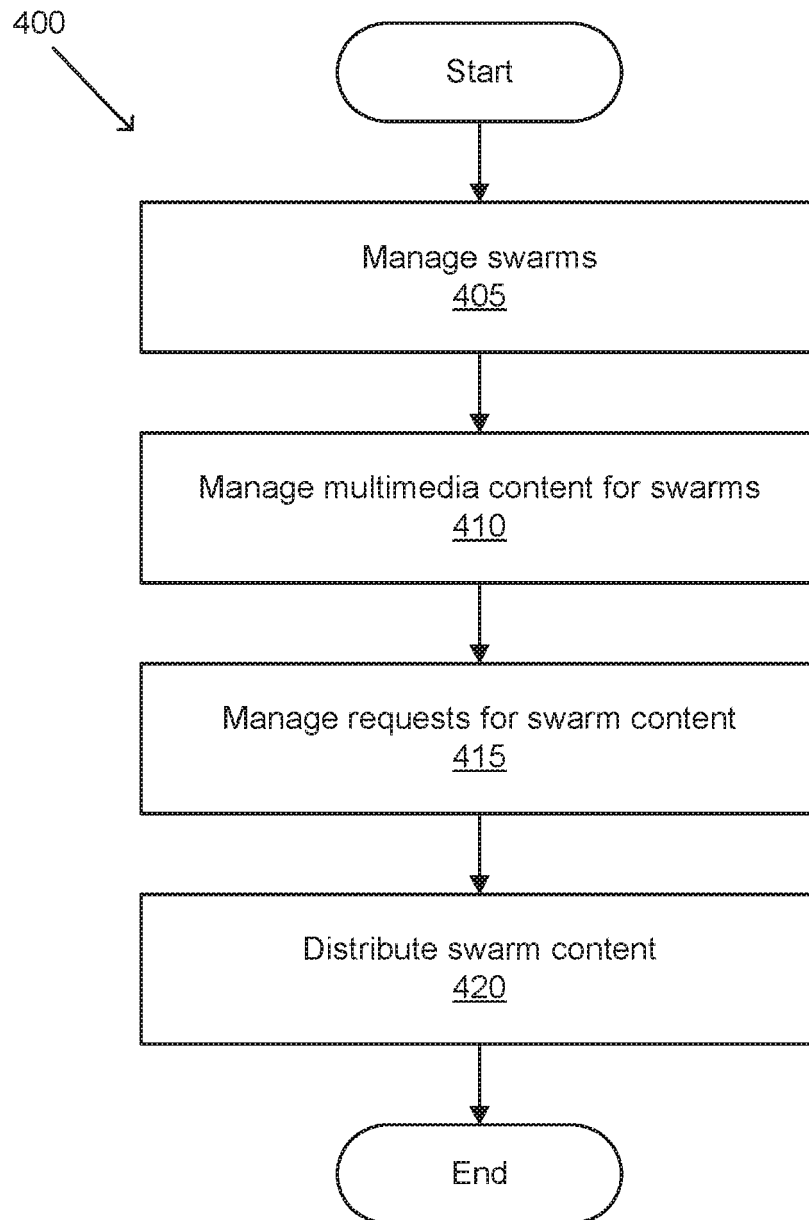 400
Start
Manage swarms
405
Manage multimedia content for swarms
410
Manage requests for swarm content
415
Distribute swarm content
420
End